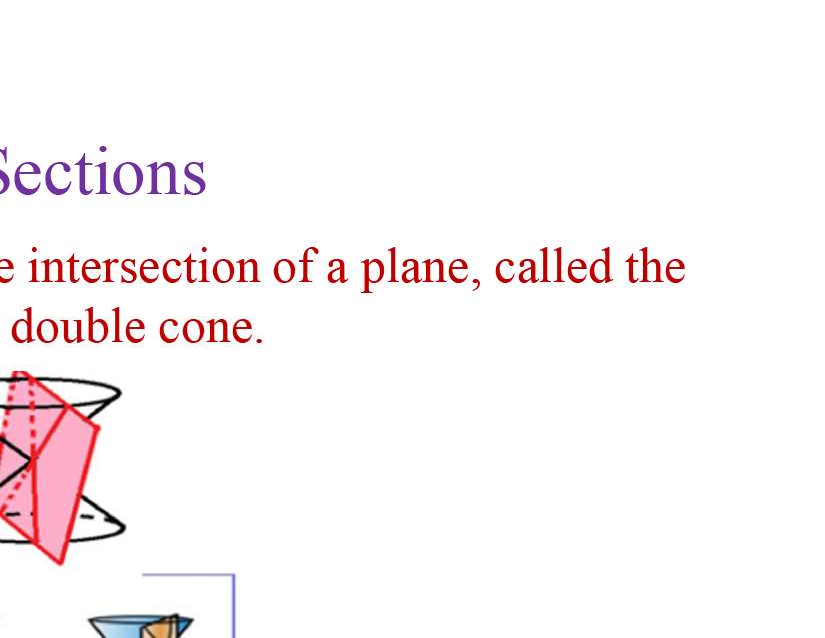 Sections
e intersection of a plane, called the
double cone.